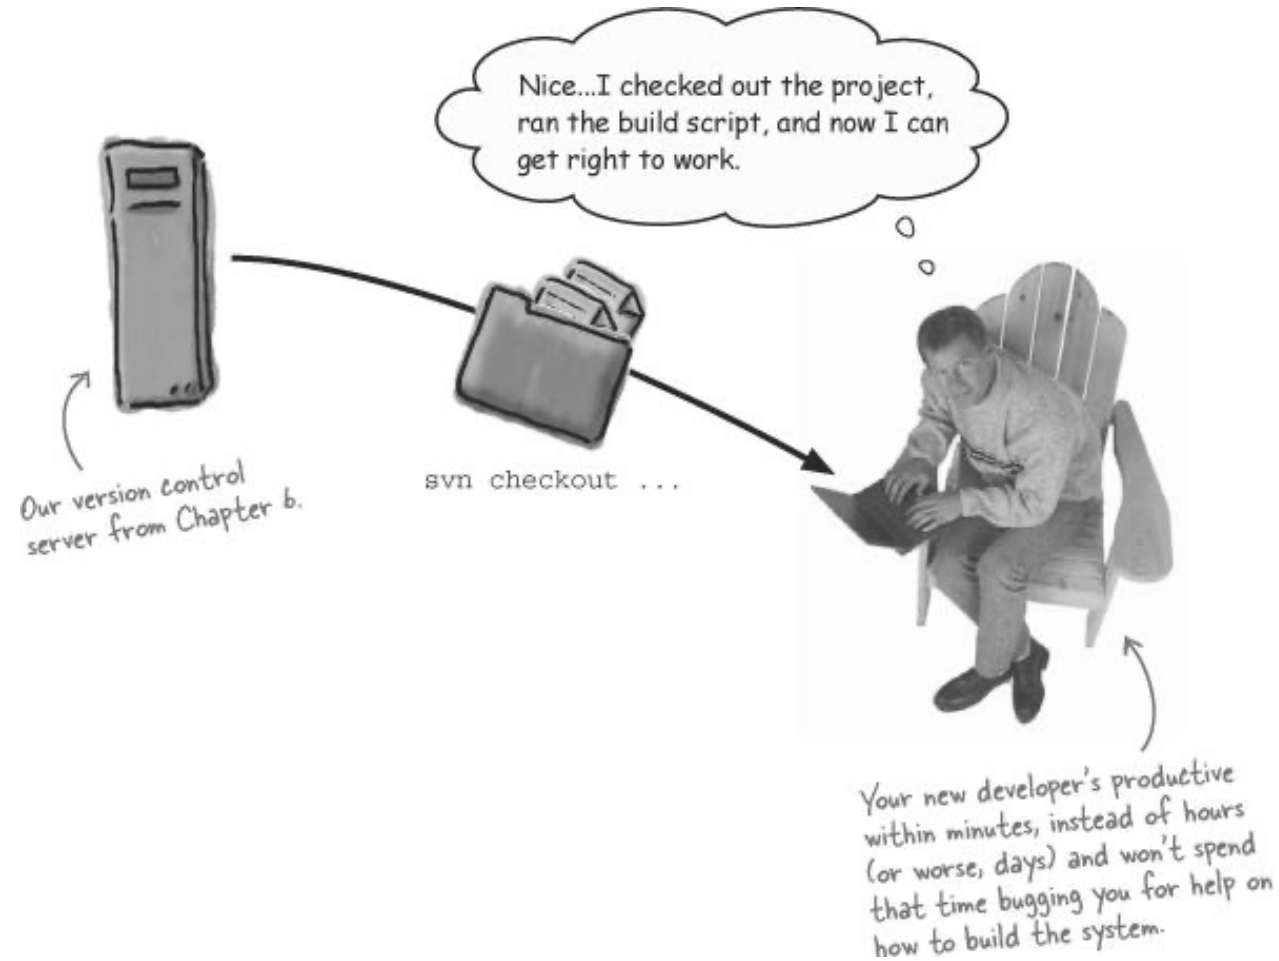 Nice...I checked out the project,
ran the build script, and now I can
get right to work.
svn checkout ...
Our version control
server from Chapter 6.
Your new developer's productive
within minutes, instead of hours
(or worse, days) and won't spend
that time bugging you for help on
how to build the system.